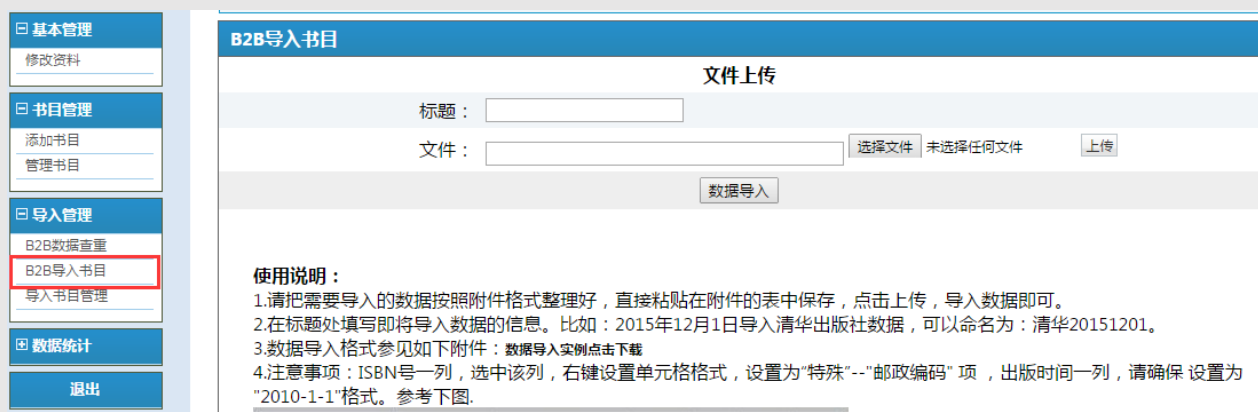 基本管理
修改资料
书目管理
添加书目
管理书目
导入管理
B2B数据查重
B2B导入书目
导入书目管理
数据统计
退出
B2B导入书目
文件上传
标题：
文件： 选择文件 未选择任何文件 上传
数据导入
使用说明：
1.请把需要导入的数据按照附件格式整理好，直接粘贴在附件的表中保存，点击上传，导入数据即可。
2.在标题处填写即将导入数据的信息。比如：2015年12月1日导入清华出版社数据，可以命名为：清华20151201。
3.数据导入格式参见如下附件：数据导入实例点击下载
4.注意事项：ISBN号一列，选中该列，右键设置单元格格式，设置为“特殊”--"邮政编码" 项 ，出版时间一列，请确保 设置为
"2010-1-1"格式。参考下图.